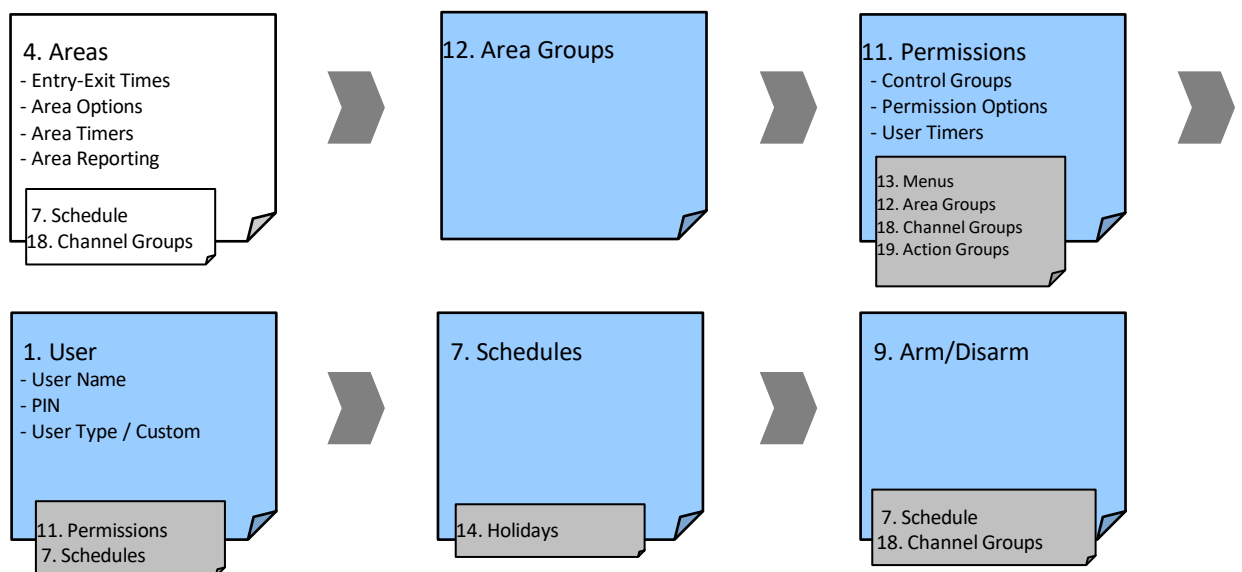 4. Areas
- Entry-Exit Times
- Area Options
- Area Timers
- Area Reporting
7. Schedule
18. Channel Groups
12. Area Groups
11. Permissions
- Control Groups
- Permission Options
- User Timers
13. Menus
12. Area Groups
18. Channel Groups
19. Action Groups
1. User
- User Name
- PIN
- User Type / Custom
11. Permissions
7. Schedules
7. Schedules
14. Holidays
9. Arm/Disarm
7. Schedule
18. Channel Groups